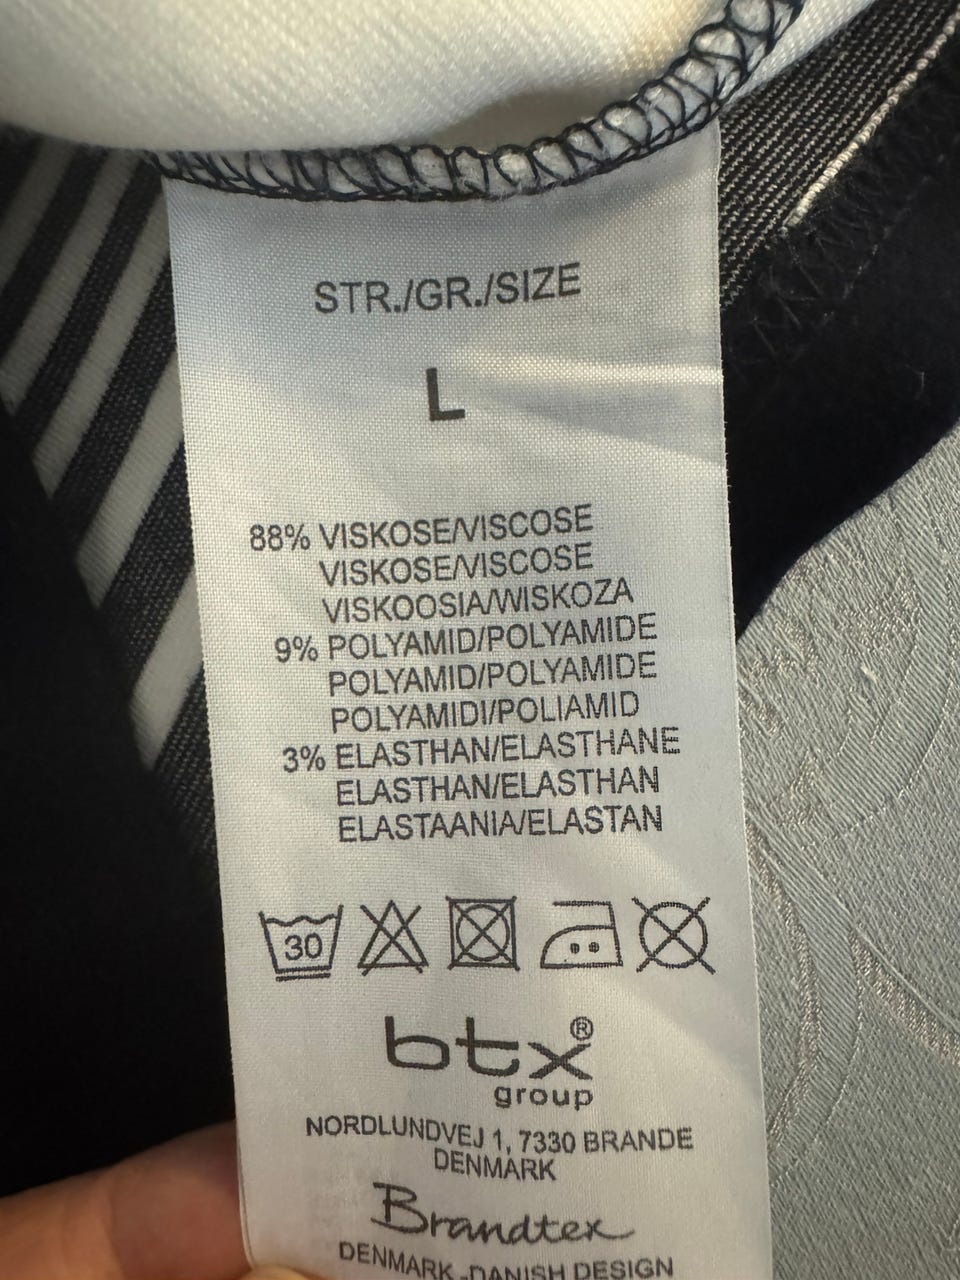 STR./GR./SIZE
L
88% VISKOSE/VISCOSE
VISKOSE/VISCOSE
VISKOOSIA/WISKOZA
9% POLYAMID/POLYAMIDE
POLYAMID/POLYAMIDE
POLYAMIDI/POLIAMID
3% ELASTHAN/ELASTHANE
ELASTHAN/ELASTHAN
ELASTAANIA/ELASTAN
30
btx®
group
NORDLUNDVEJ 1, 7330 BRANDE
DENMARK
Brandtex
DENMARK -DANISH DESIGN